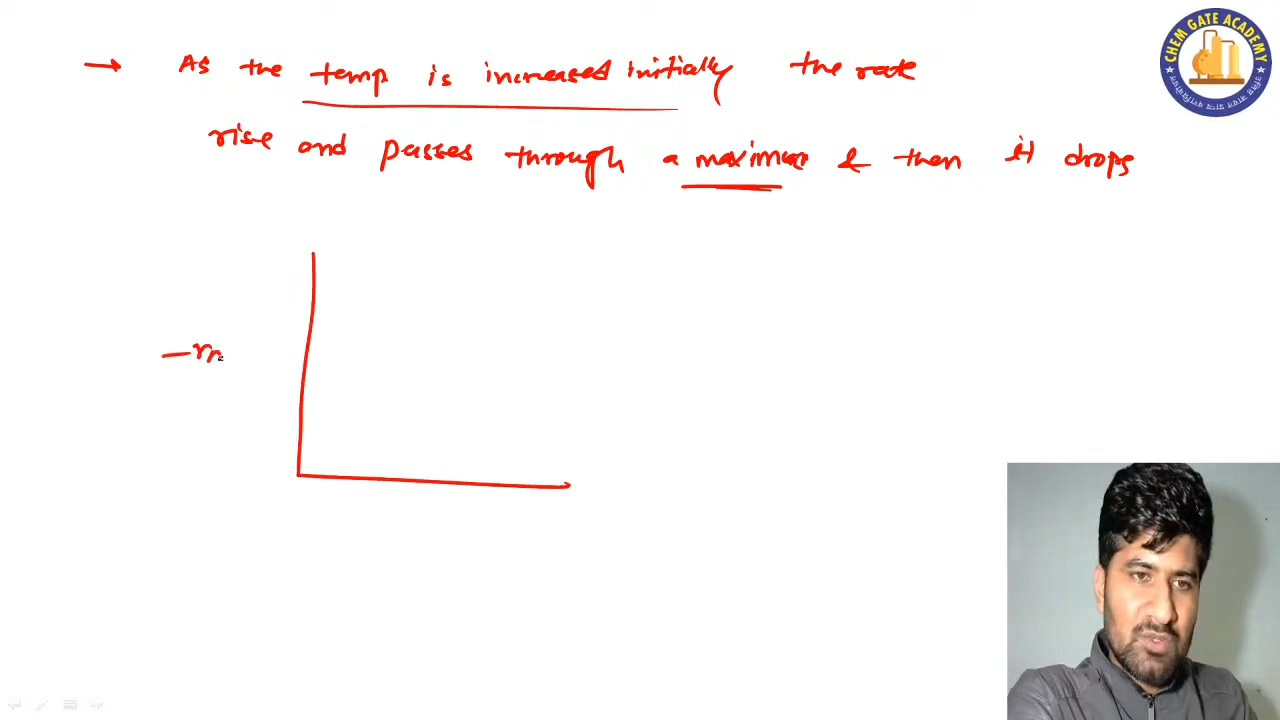 → As the temp is increased initially the rate
rise and passes through a maximum & then it drops
CHEM GATE ACADEMY